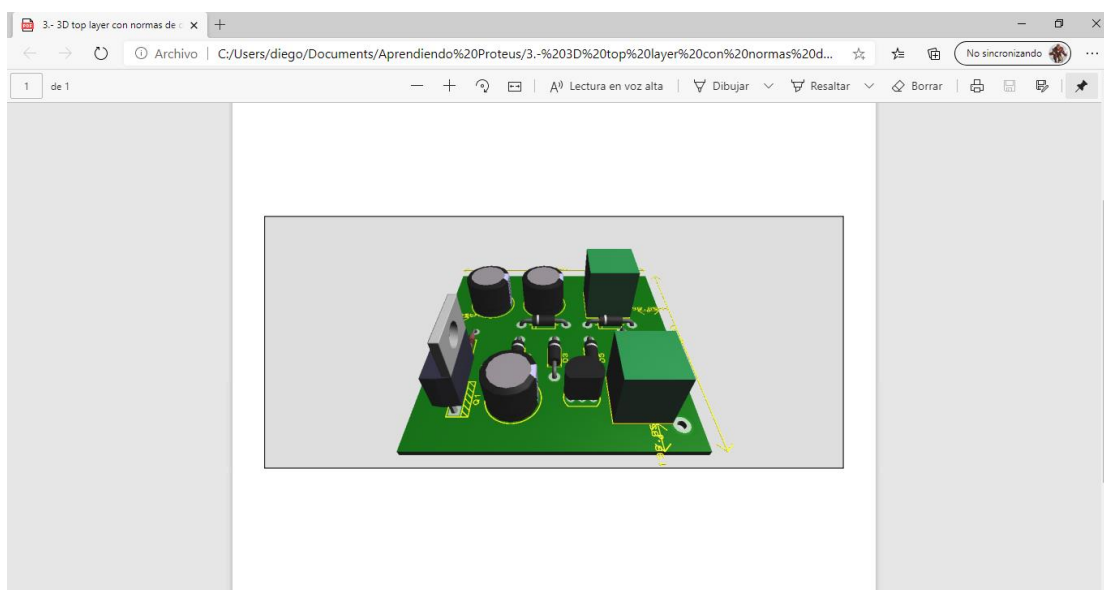 3.- 3D top layer con normas de
Archivo | C:/Users/diego/Documents/Aprendiendo%20Proteus/3.-%203D%20top%20layer%20con%20normas%20d...
No sincronizando
1 de 1
Lectura en voz alta
Dibujar
Resaltar
Borrar
Q1